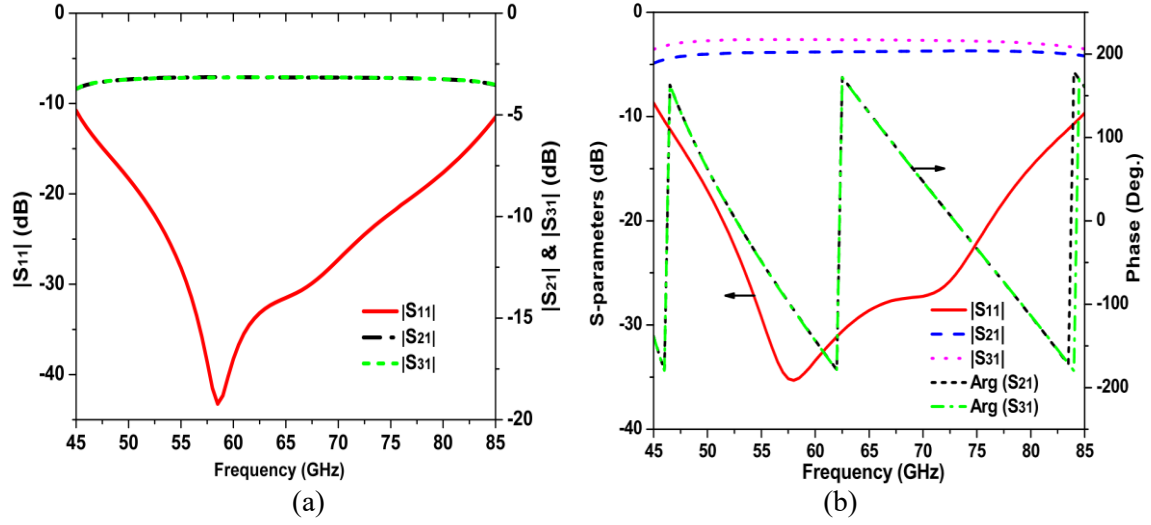 0
-10
-20
-30
-40
|S11| (dB)
0
-5
-10
-15
-20
|S21| & |S31| (dB)
|S11|
|S21|
|S31|
45 50 55 60 65 70 75 80 85
Frequency (GHz)
(a)
0
-10
-20
-30
-40
S-parameters (dB)
200
100
0
-100
-200
Phase (Deg.)
|S11|
|S21|
|S31|
Arg (S21)
Arg (S31)
45 50 55 60 65 70 75 80 85
Frequency (GHz)
(b)